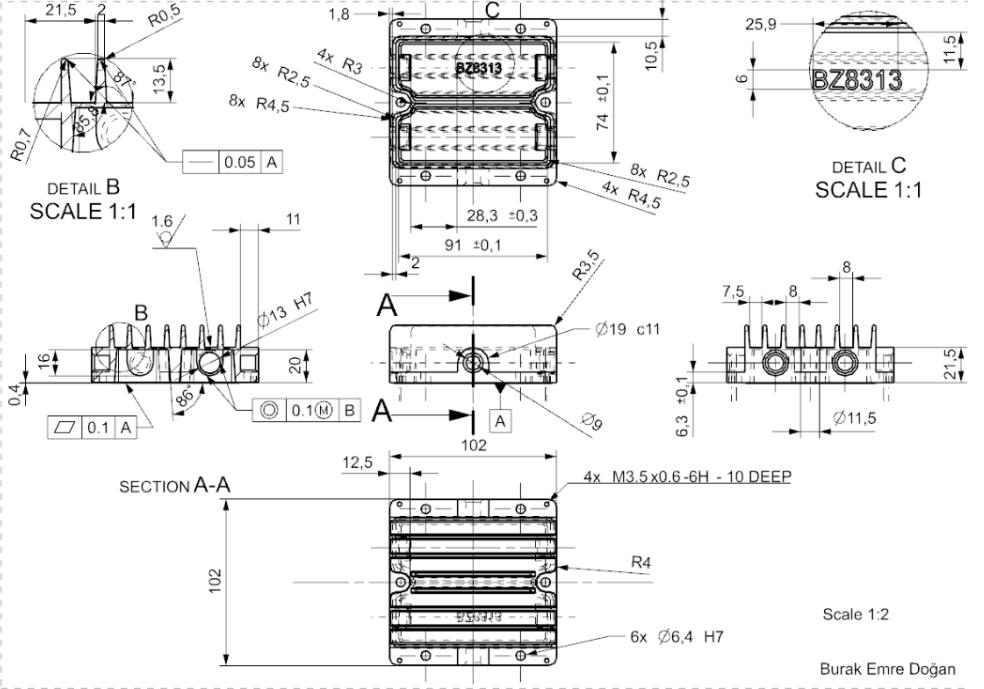 21,5
2
R0,5
87°
13,5
85.9
R0,7
0.05 A
DETAIL B
SCALE 1:1
1,8
C
10,5
4x R3
8x R2,5
8x R4,5
BZ8313
74 ±0,1
8x R2,5
4x R4,5
28,3 ±0,3
91 ±0,1
2
25,9
11,5
6
BZ8313
DETAIL C
SCALE 1:1
1.6
11
B
Ø13 H7
16
20
0,4
86°
0.1 A
0.1 M B
SECTION A-A
A
R3,5
Ø19 c11
A
A
Ø9
102
7,5
8
8
21,5
6,3 ±0,1
Ø11,5
12,5
4x M3.5x0.6-6H - 10 DEEP
102
R4
BZ8313
6x Ø6,4 H7
Scale 1:2
Burak Emre Doğan